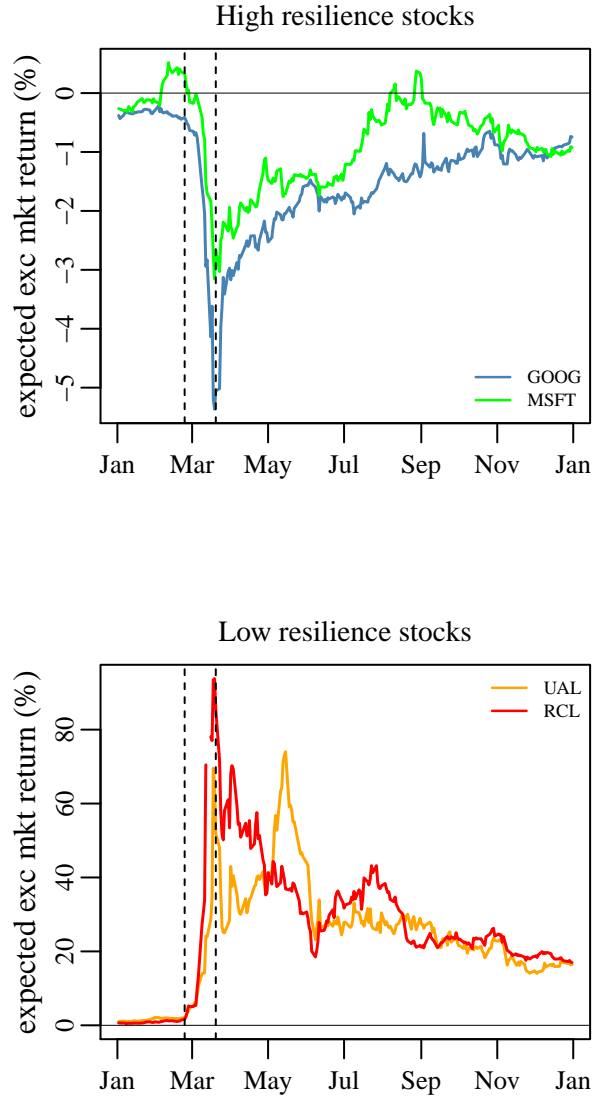 High resilience stocks
expected exc mkt return (%)
0
−1
−2
−3
−4
−5
GOOG
MSFT
Jan Mar May Jul Sep Nov Jan
Low resilience stocks
expected exc mkt return (%)
80
60
40
20
0
UAL
RCL
Jan Mar May Jul Sep Nov Jan